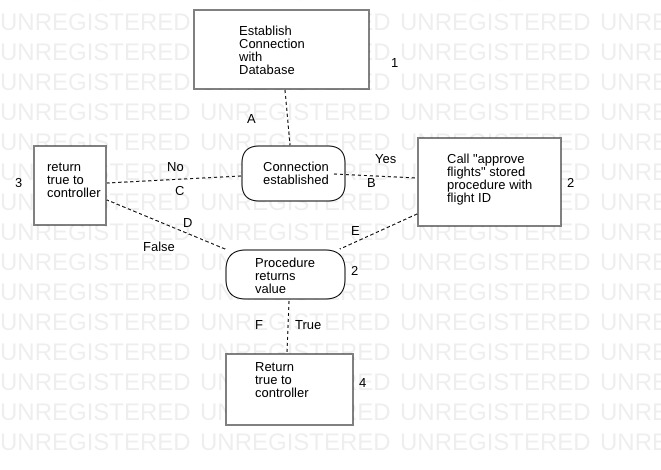 Establish
Connection
with
Database
1
A
3
return
true to
controller
No
C
Connection
established
Yes
B
Call "approve
flights" stored
procedure with
flight ID
2
D
False
E
Procedure
returns
value
2
F
True
Return
true to
controller
4
UNREGISTERED